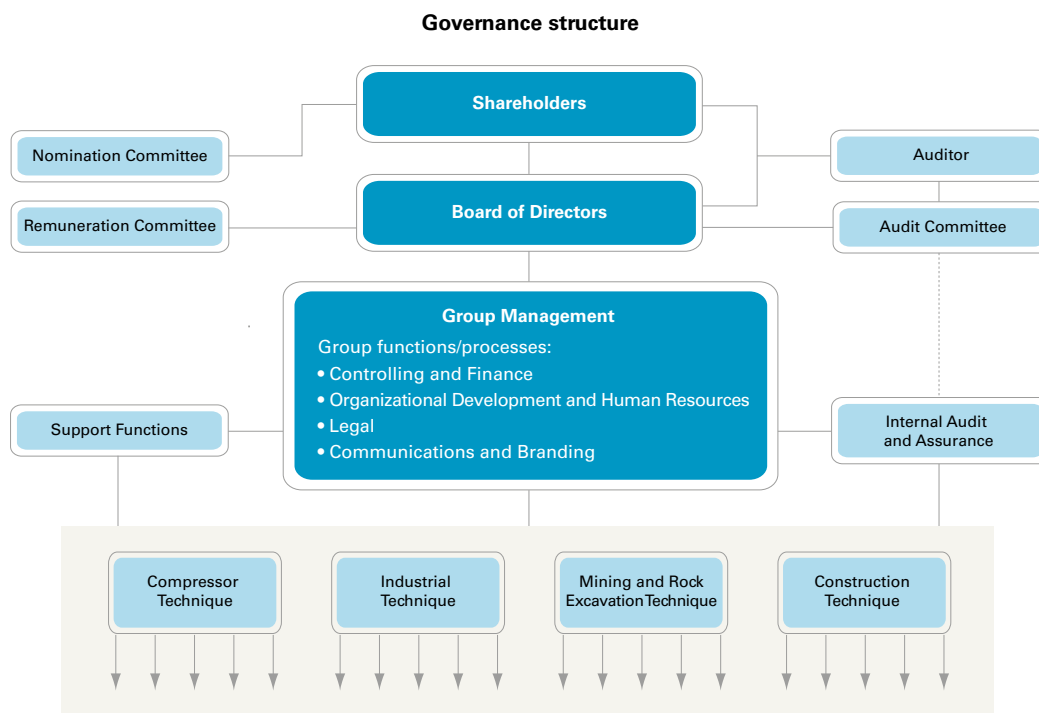 Governance structure
Shareholders
Nomination Committee
Auditor
Board of Directors
Remuneration Committee
Audit Committee
Group Management
Group functions/processes:
• Controlling and Finance
• Organizational Development and Human Resources
• Legal
• Communications and Branding
Support Functions
Internal Audit
and Assurance
Compressor
Technique
Industrial
Technique
Mining and Rock
Excavation Technique
Construction
Technique